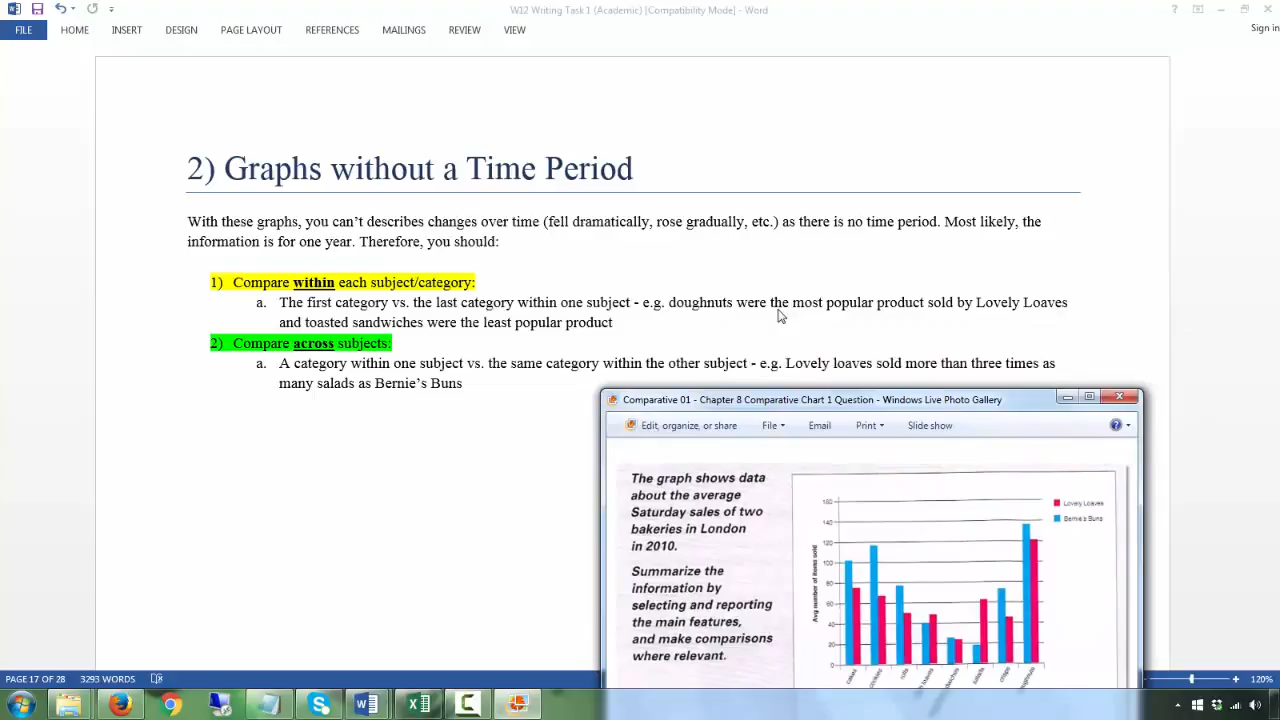 W12 Writing Task 1 (Academic) [Compatibility Mode] - Word
FILE HOME INSERT DESIGN PAGE LAYOUT REFERENCES MAILINGS REVIEW VIEW Sign in
2) Graphs without a Time Period
With these graphs, you can't describes changes over time (fell dramatically, rose gradually, etc.) as there is no time period. Most likely, the
information is for one year. Therefore, you should:
1) Compare within each subject/category:
a. The first category vs. the last category within one subject - e.g. doughnuts were the most popular product sold by Lovely Loaves
and toasted sandwiches were the least popular product
2) Compare across subjects:
a. A category within one subject vs. the same category within the other subject - e.g. Lovely loaves sold more than three times as
many salads as Bernie's Buns
Comparative 01 - Chapter 8 Comparative Chart 1 Question - Windows Live Photo Gallery
Edit, organize, or share File Email Print Slide show
The graph shows data
about the average
Saturday sales of two
bakeries in London
in 2010.
Summarize the
information by
selecting and reporting
the main features,
and make comparisons
where relevant.
Lovely Loaves
Bernie's Buns
160
140
120
100
80
60
40
20
0
Avg number of items sold
PAGE 17 OF 28 3293 WORDS 120%